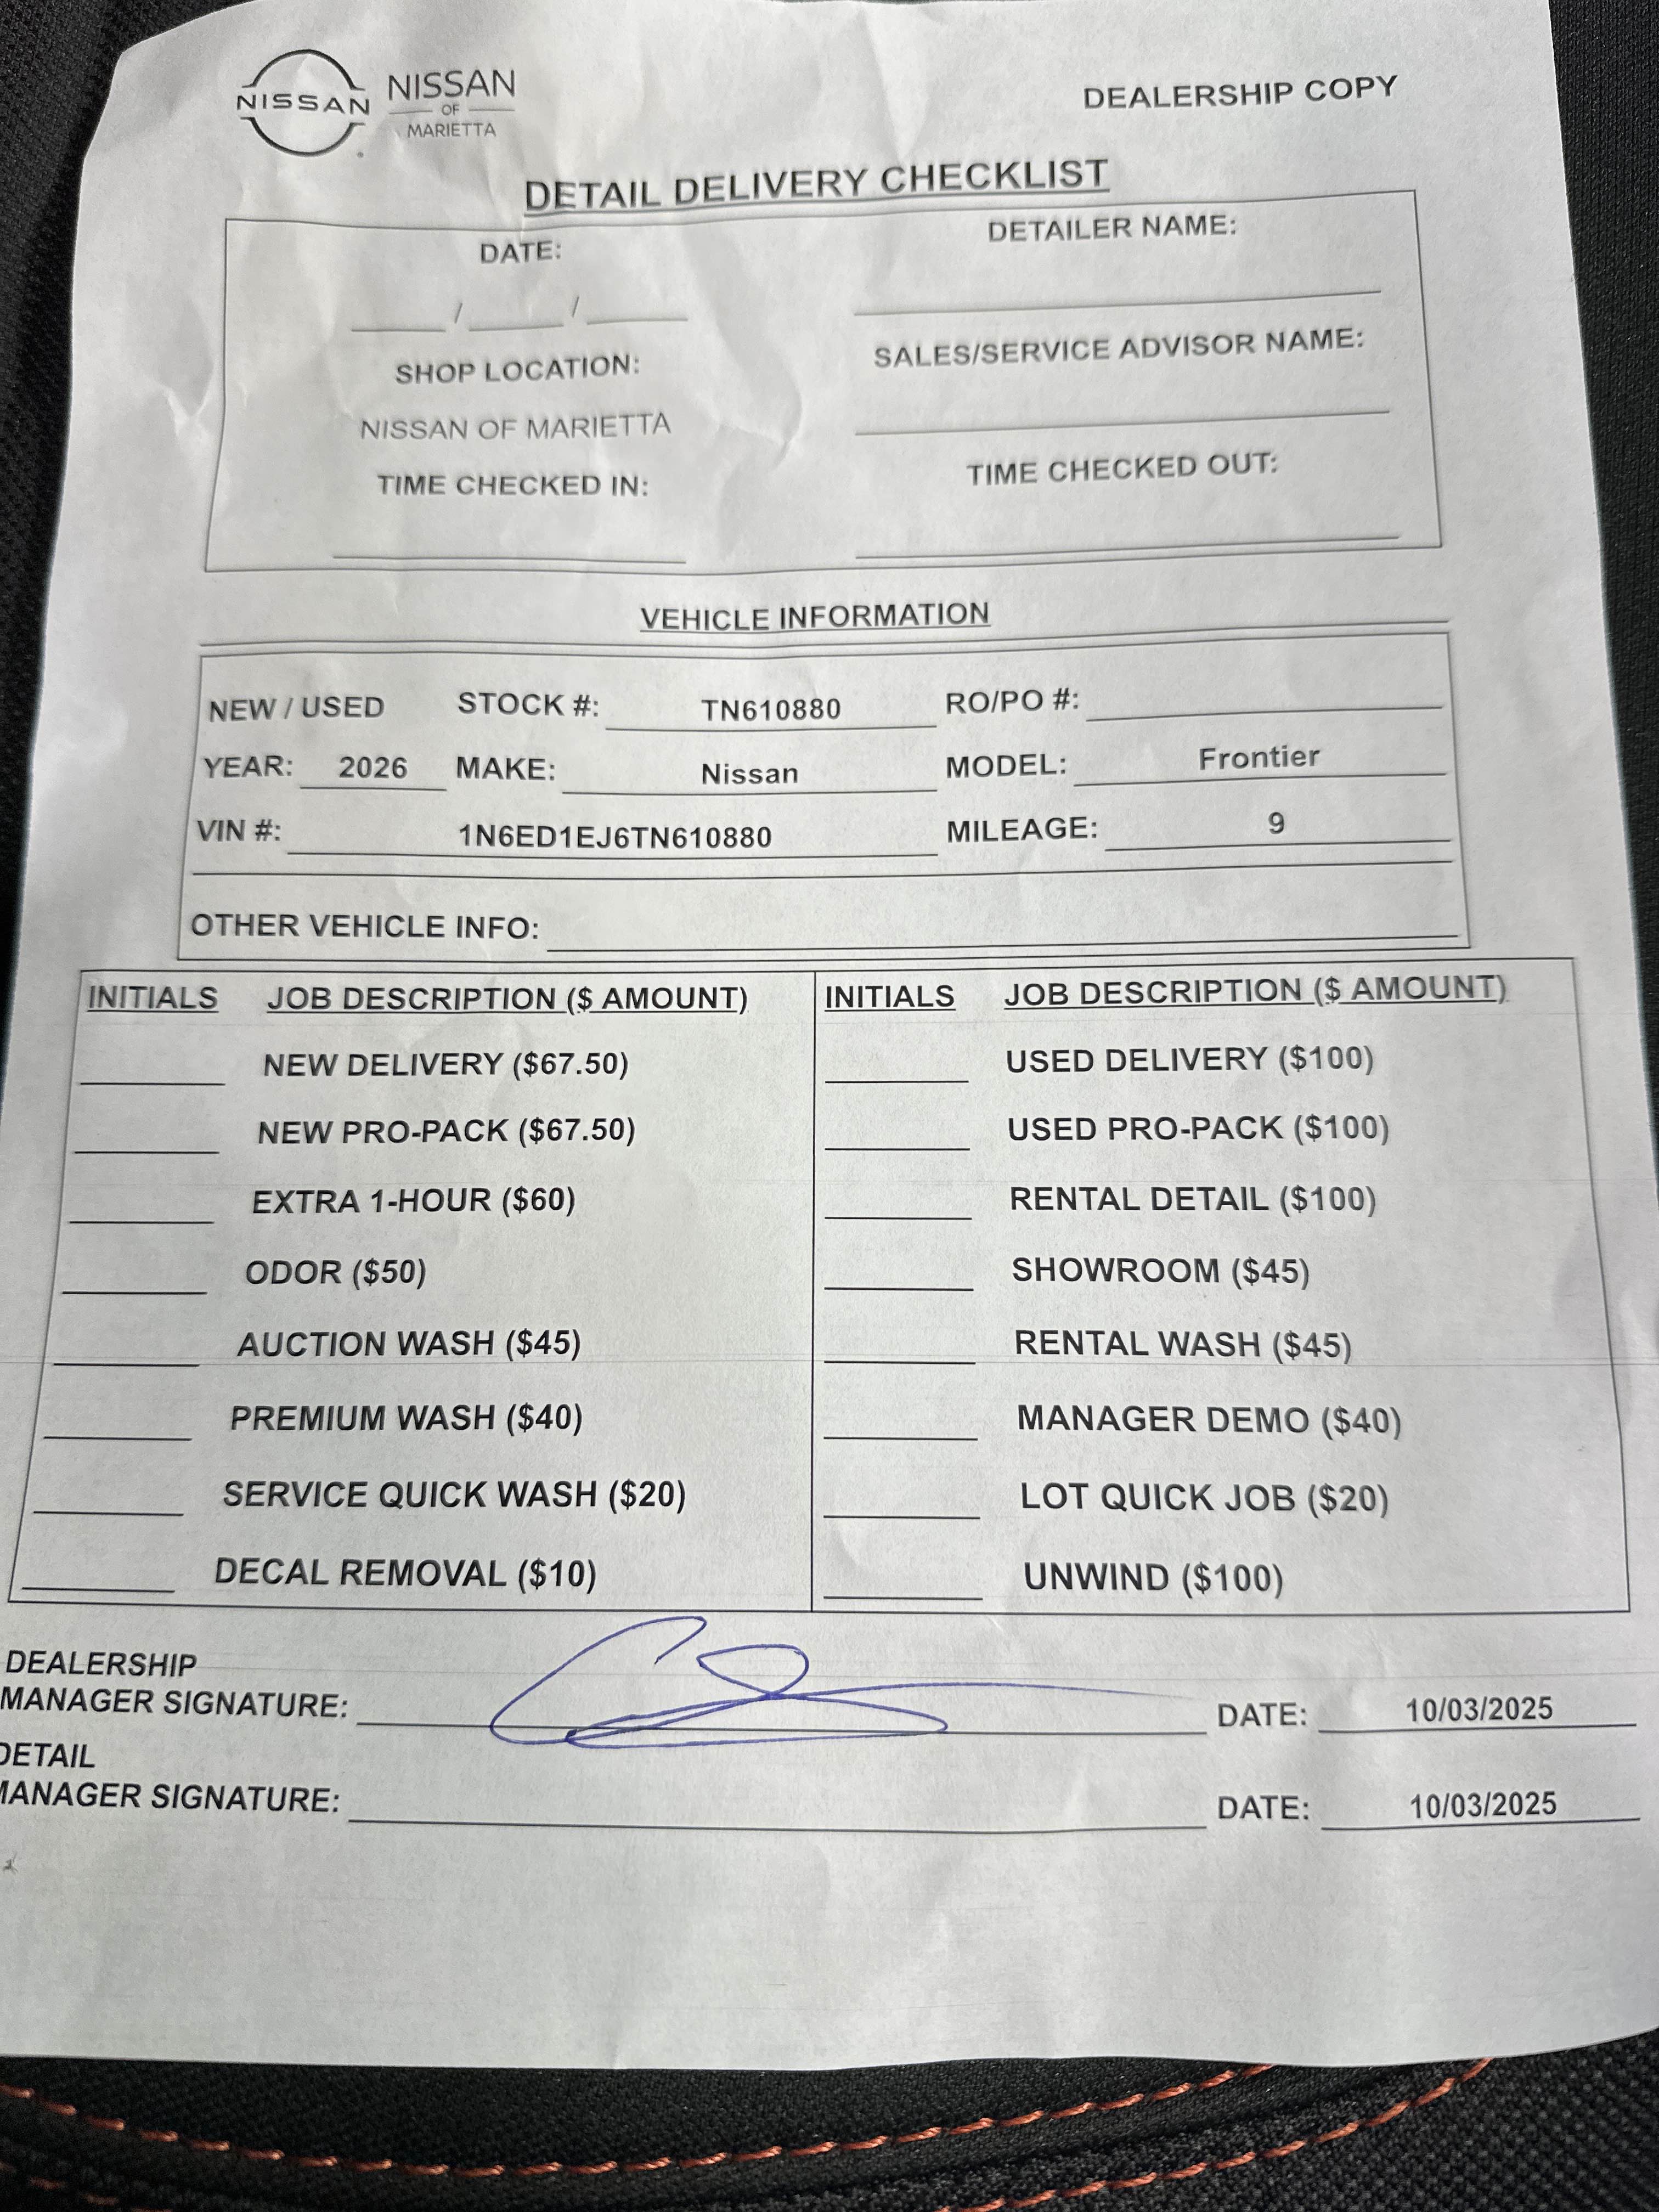 NISSAN
NISSAN
OF
MARIETTA
DEALERSHIP COPY
DETAIL DELIVERY CHECKLIST
DATE:
DETAILER NAME:
/ /
SHOP LOCATION:
SALES/SERVICE ADVISOR NAME:
NISSAN OF MARIETTA
TIME CHECKED IN:
TIME CHECKED OUT:
VEHICLE INFORMATION
NEW / USED STOCK #: TN610880 RO/PO #:
YEAR: 2026 MAKE: Nissan MODEL: Frontier
VIN #: 1N6ED1EJ6TN610880 MILEAGE: 9
OTHER VEHICLE INFO:
INITIALS JOB DESCRIPTION ($ AMOUNT)
NEW DELIVERY ($67.50)
NEW PRO-PACK ($67.50)
EXTRA 1-HOUR ($60)
ODOR ($50)
AUCTION WASH ($45)
PREMIUM WASH ($40)
SERVICE QUICK WASH ($20)
DECAL REMOVAL ($10)
INITIALS JOB DESCRIPTION ($ AMOUNT)
USED DELIVERY ($100)
USED PRO-PACK ($100)
RENTAL DETAIL ($100)
SHOWROOM ($45)
RENTAL WASH ($45)
MANAGER DEMO ($40)
LOT QUICK JOB ($20)
UNWIND ($100)
DEALERSHIP
MANAGER SIGNATURE: DATE: 10/03/2025
DETAIL
MANAGER SIGNATURE: DATE: 10/03/2025